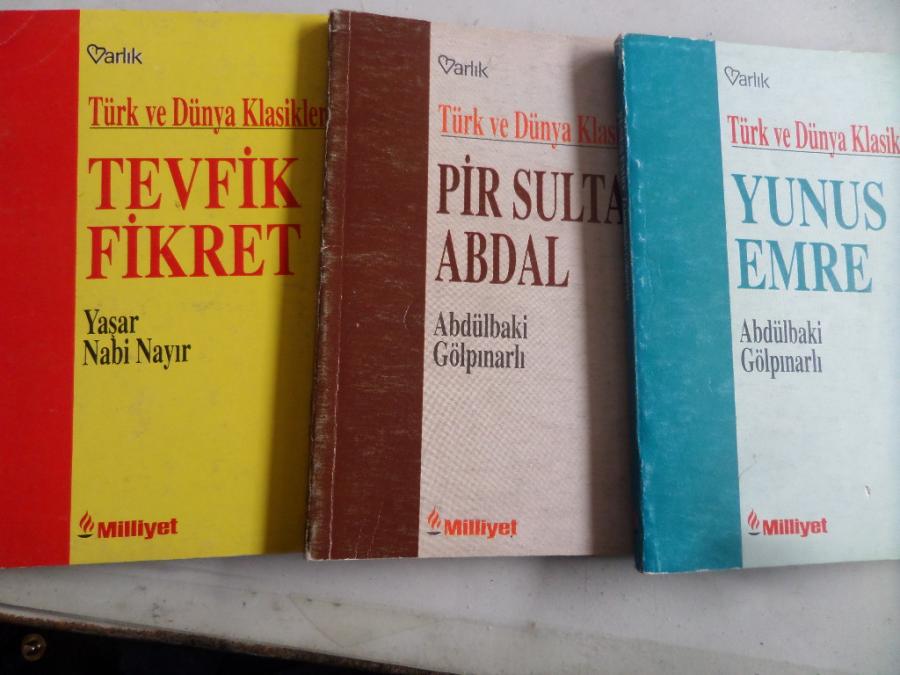 Varlık
Türk ve Dünya Klasikler
TEVFİK
FİKRET
Yaşar
Nabi Nayır
Milliyet
Varlık
Türk ve Dünya Klasi
PİR SULTA
ABDAL
Abdülbaki
Gölpınarlı
Milliyet
Varlık
Türk ve Dünya Klasik
YUNUS
EMRE
Abdülbaki
Gölpınarlı
Milliyet